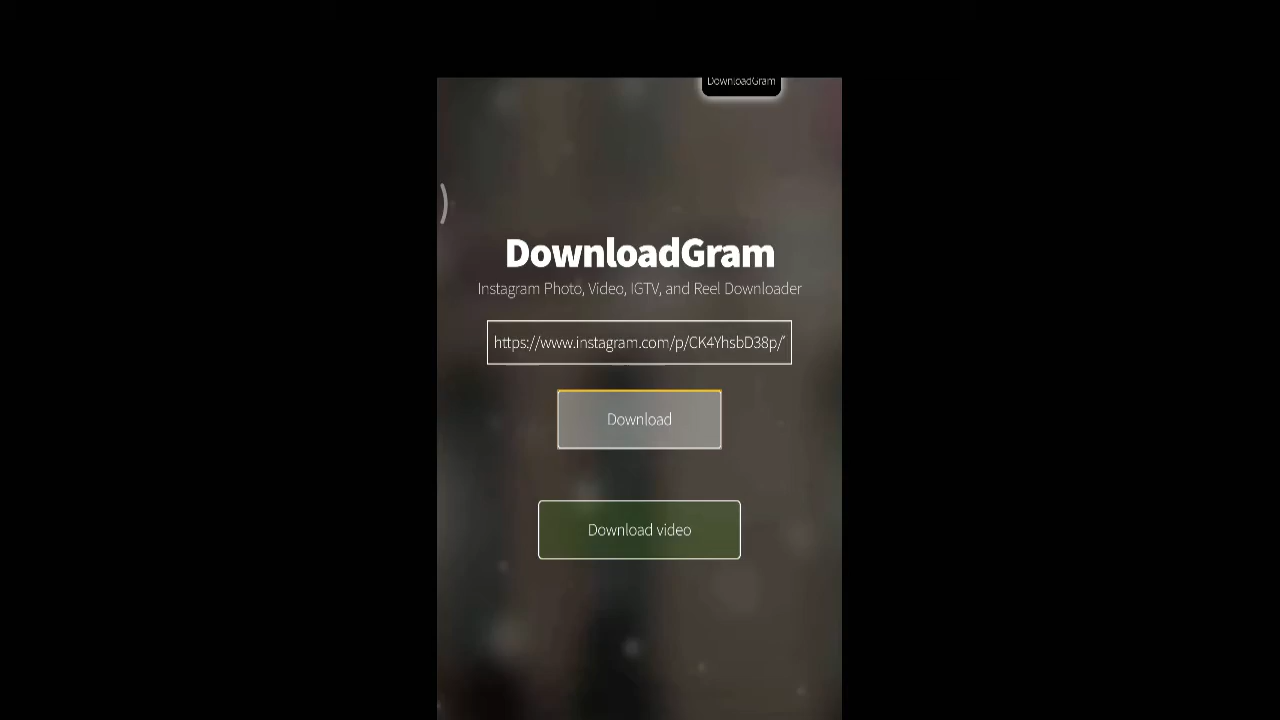 DownloadGram
DownloadGram
Instagram Photo, Video, IGTV, and Reel Downloader
https://www.instagram.com/p/CK4YhsbD38p/
Download
Download video